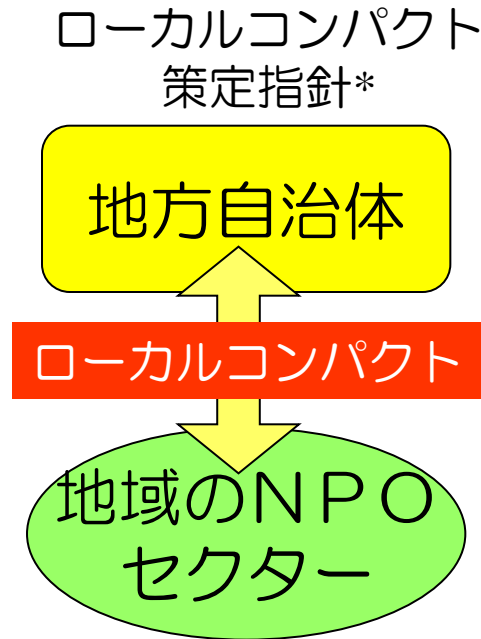 ローカルコンパクト
策定指針*
地方自治体
ローカルコンパクト
地域のＮＰＯ
セクター